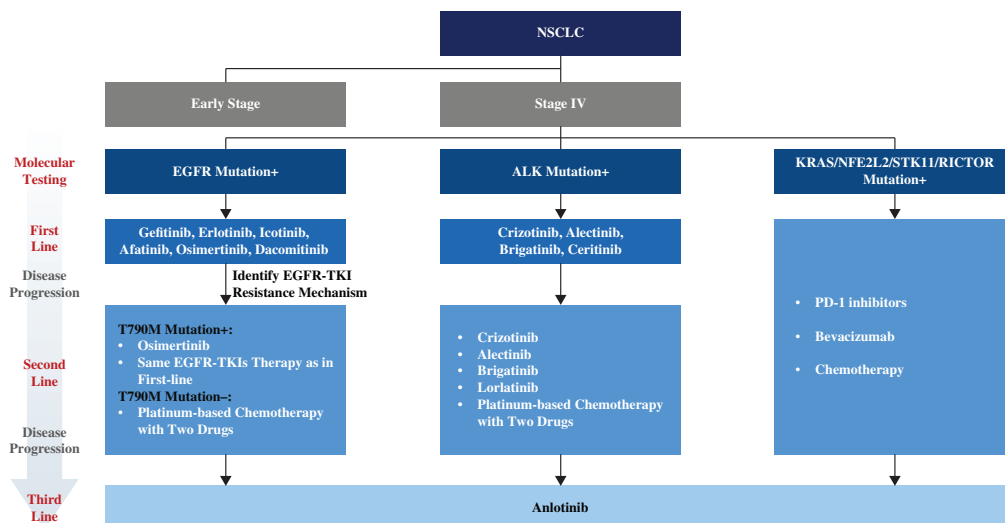 NSCLC
Early Stage
Stage IV
Molecular
Testing
EGFR Mutation+
ALK Mutation+
KRAS/NFE2L2/STK11/RICTOR
Mutation+
First
Line
Gefitinib, Erlotinib, Icotinib,
Afatinib, Osimertinib, Dacomitinib
Crizotinib, Alectinib,
Brigatinib, Ceritinib
Disease
Progression
Identify EGFR-TKI
Resistance Mechanism
Second
Line
T790M Mutation+:
• Osimertinib
• Same EGFR-TKIs Therapy as in
First-line
T790M Mutation–:
• Platinum-based Chemotherapy
with Two Drugs
• Crizotinib
• Alectinib
• Brigatinib
• Lorlatinib
• Platinum-based Chemotherapy
with Two Drugs
• PD-1 inhibitors
• Bevacizumab
• Chemotherapy
Disease
Progression
Third
Line
Anlotinib